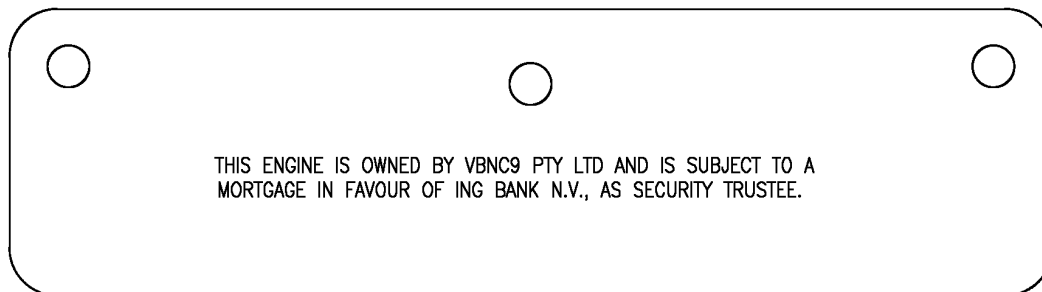 THIS ENGINE IS OWNED BY VBNC9 PTY LTD AND IS SUBJECT TO A
MORTGAGE IN FAVOUR OF ING BANK N.V., AS SECURITY TRUSTEE.